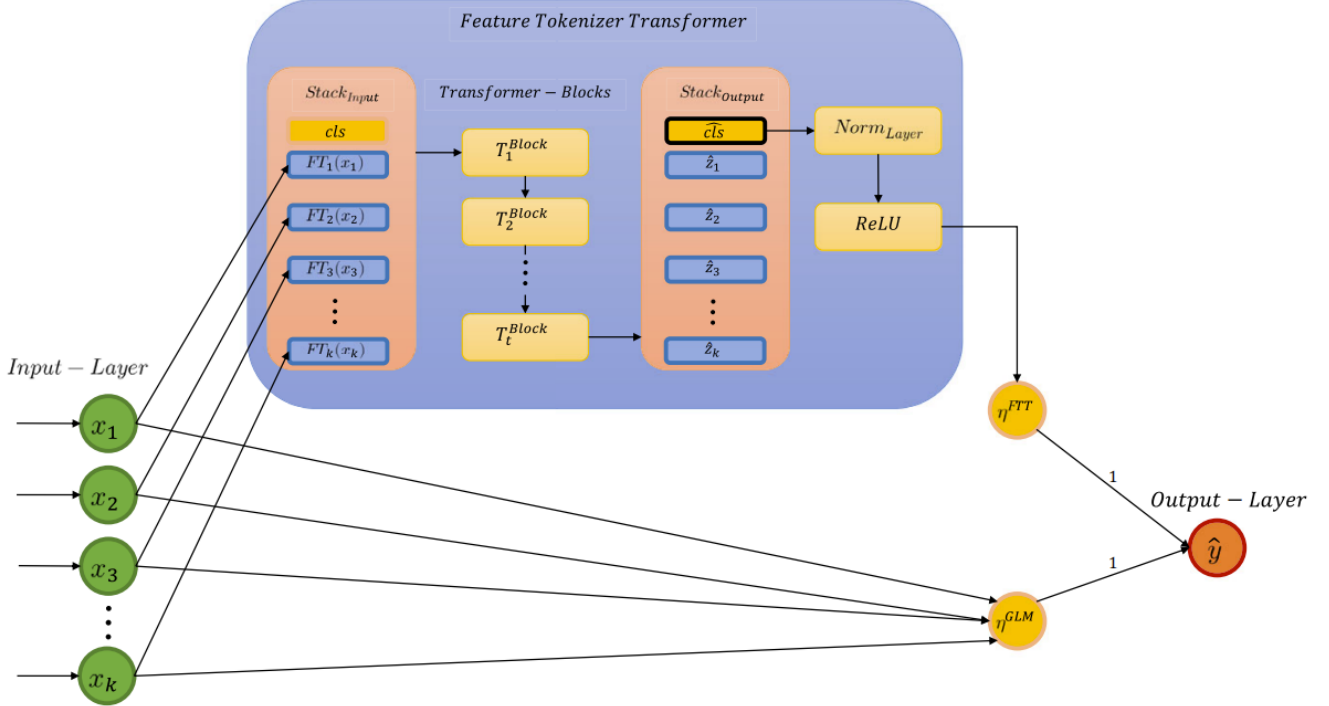 Feature Tokenizer Transformer
Stack_Input
Transformer − Blocks
Stack_Output
cls
T_1^Block
T_2^Block
⋮
T_t^Block
FT_1(x_1)
FT_2(x_2)
FT_3(x_3)
⋮
FT_k(x_k)
\widehat{cls}
ẑ_1
ẑ_2
ẑ_3
⋮
ẑ_k
Norm_Layer
ReLU
Input − Layer
x_1
x_2
x_3
⋮
x_k
η^FTT
1
Output − Layer
ŷ
1
η^GLM